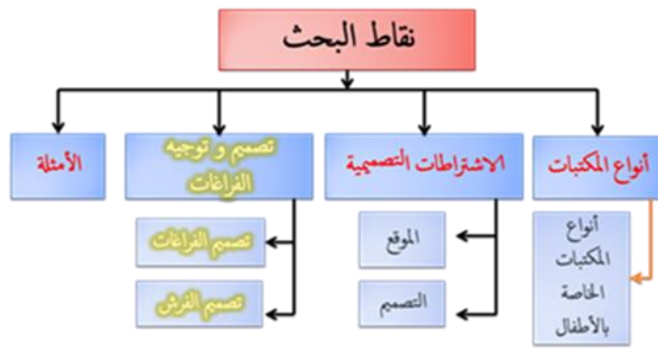 نقاط البحث
أنواع المكتبات
أنواع
المكتبات
الخاصة
بالأطفال
الاشتراطات التصميمية
الموقع
التصميم
تصميم و توجيه
الفراغات
تصميم الفراغات
تصميم الفرش
الأمثلة